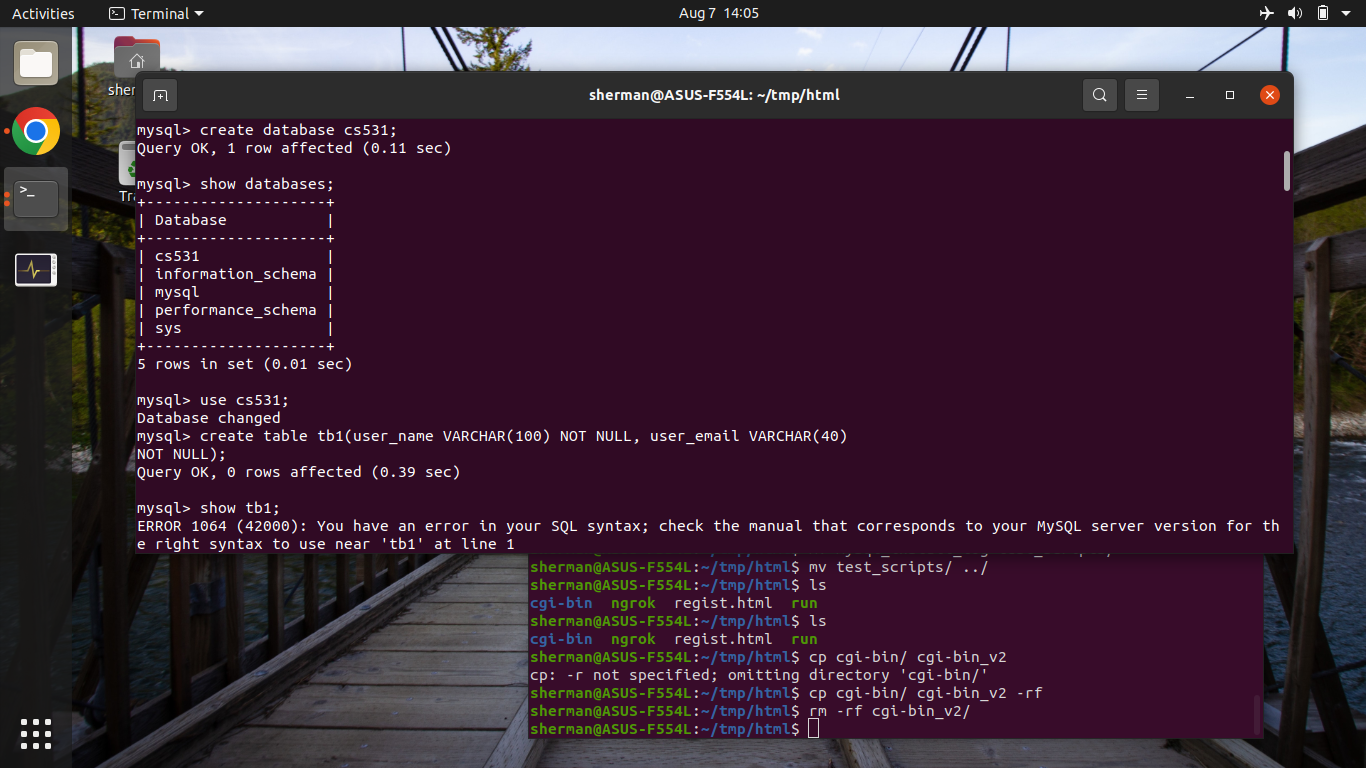 Activities
Terminal
Aug 7 14:05
sher
Tra
sherman@ASUS-F554L: ~/tmp/html
mysql> create database cs531;
Query OK, 1 row affected (0.11 sec)
mysql> show databases;
+--------------------+
| Database           |
+--------------------+
| cs531              |
| information_schema |
| mysql              |
| performance_schema |
| sys                |
+--------------------+
5 rows in set (0.01 sec)
mysql> use cs531;
Database changed
mysql> create table tb1(user_name VARCHAR(100) NOT NULL, user_email VARCHAR(40)
NOT NULL);
Query OK, 0 rows affected (0.39 sec)
mysql> show tb1;
ERROR 1064 (42000): You have an error in your SQL syntax; check the manual that corresponds to your MySQL server version for th
e right syntax to use near 'tb1' at line 1
sherman@ASUS-F554L:~/tmp/html$ mv test_scripts/ ../
sherman@ASUS-F554L:~/tmp/html$ ls
cgi-bin  ngrok  regist.html  run
sherman@ASUS-F554L:~/tmp/html$ ls
cgi-bin  ngrok  regist.html  run
sherman@ASUS-F554L:~/tmp/html$ cp cgi-bin/ cgi-bin_v2
cp: -r not specified; omitting directory 'cgi-bin/'
sherman@ASUS-F554L:~/tmp/html$ cp cgi-bin/ cgi-bin_v2 -rf
sherman@ASUS-F554L:~/tmp/html$ rm -rf cgi-bin_v2/
sherman@ASUS-F554L:~/tmp/html$